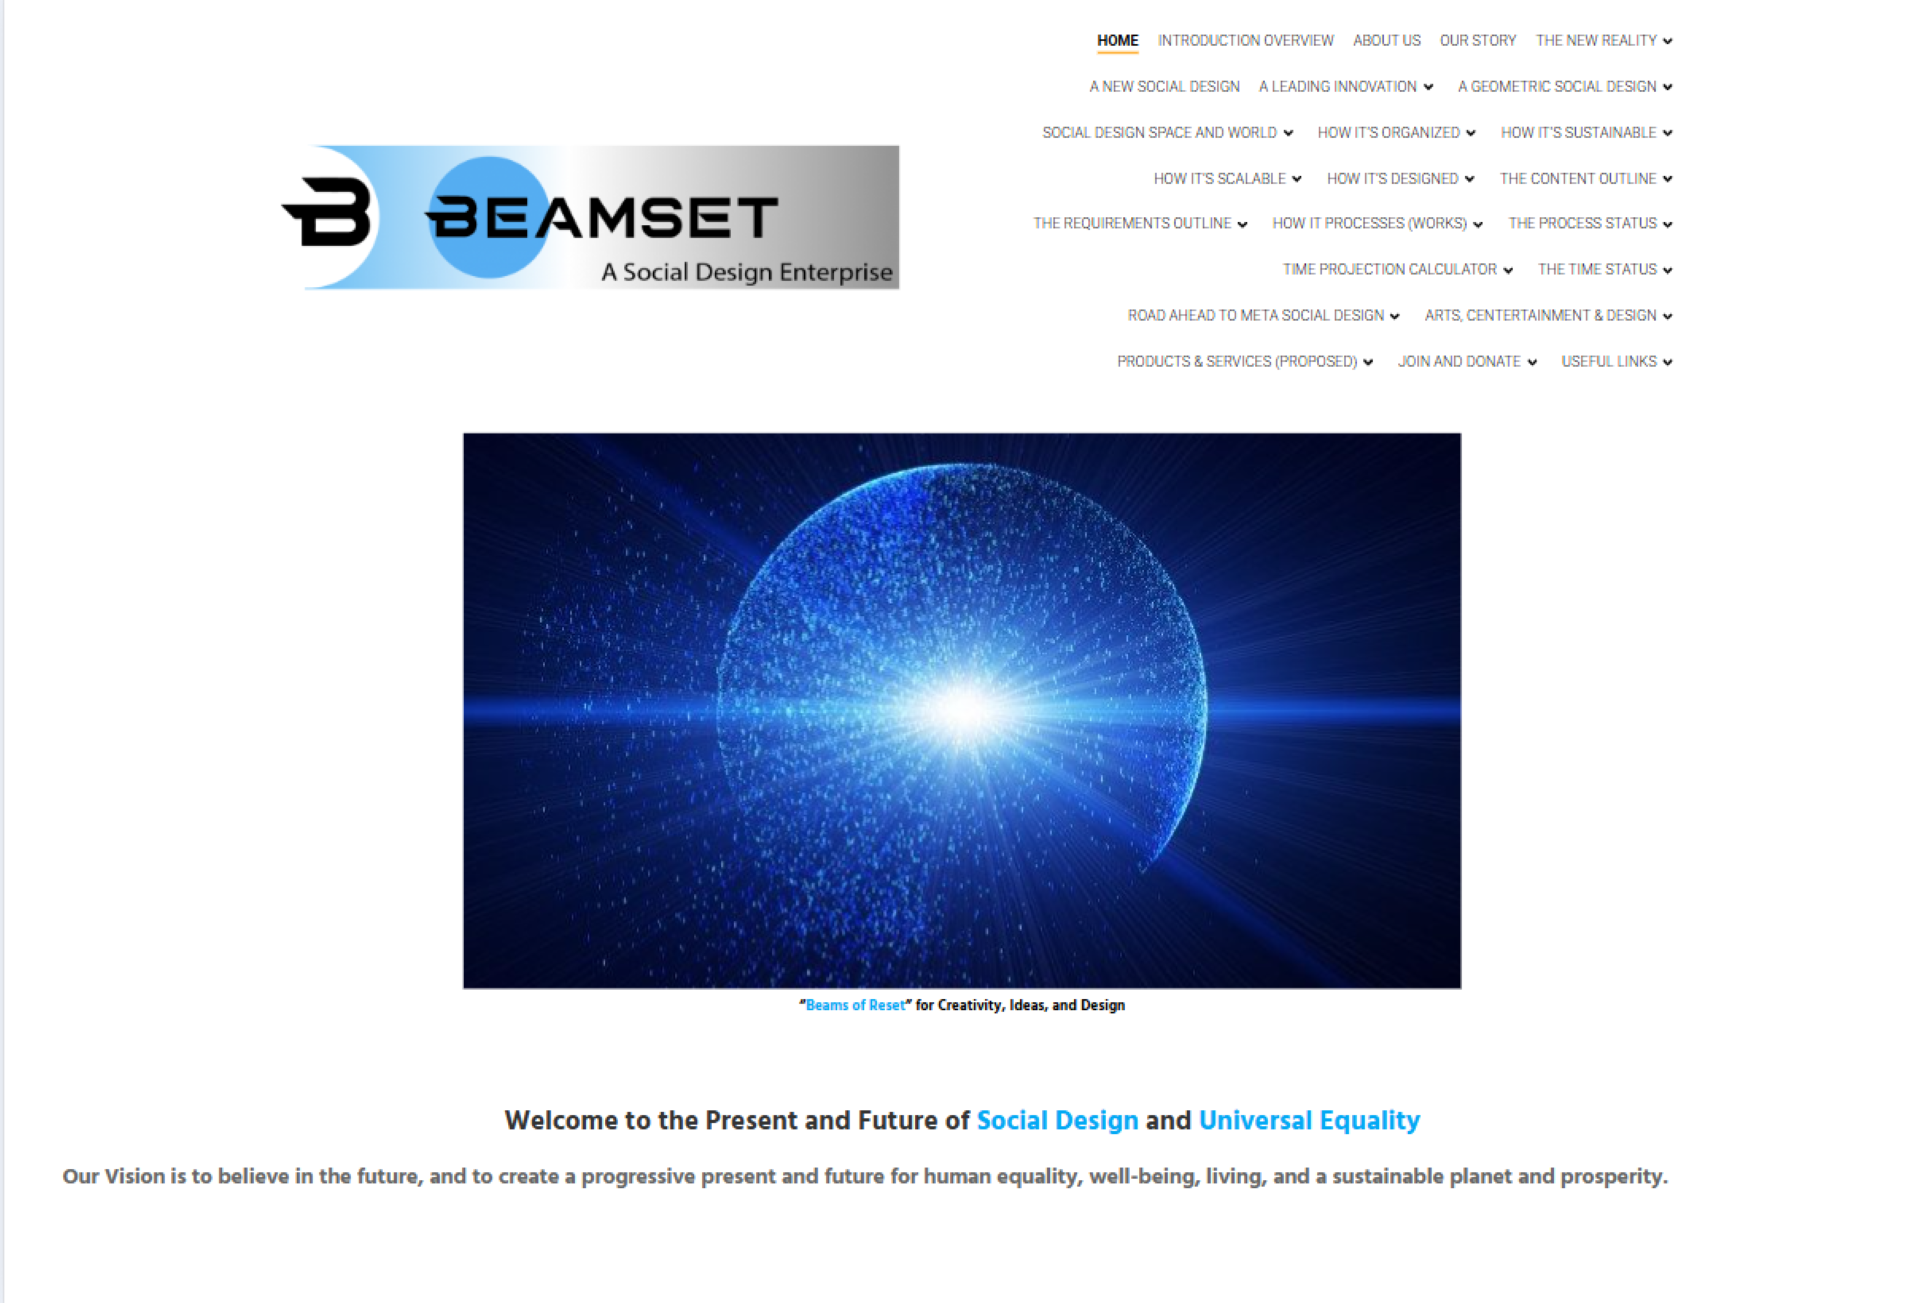 BEAMSET
A Social Design Enterprise
HOME INTRODUCTION OVERVIEW ABOUT US OUR STORY THE NEW REALITY
A NEW SOCIAL DESIGN A LEADING INNOVATION A GEOMETRIC SOCIAL DESIGN
SOCIAL DESIGN SPACE AND WORLD HOW IT'S ORGANIZED HOW IT'S SUSTAINABLE
HOW IT'S SCALABLE HOW IT'S DESIGNED THE CONTENT OUTLINE
THE REQUIREMENTS OUTLINE HOW IT PROCESSES (WORKS) THE PROCESS STATUS
TIME PROJECTION CALCULATOR THE TIME STATUS
ROAD AHEAD TO META SOCIAL DESIGN ARTS, CENTERTAINMENT & DESIGN
PRODUCTS & SERVICES (PROPOSED) JOIN AND DONATE USEFUL LINKS
"Beams of Reset" for Creativity, Ideas, and Design
Welcome to the Present and Future of Social Design and Universal Equality
Our Vision is to believe in the future, and to create a progressive present and future for human equality, well-being, living, and a sustainable planet and prosperity.